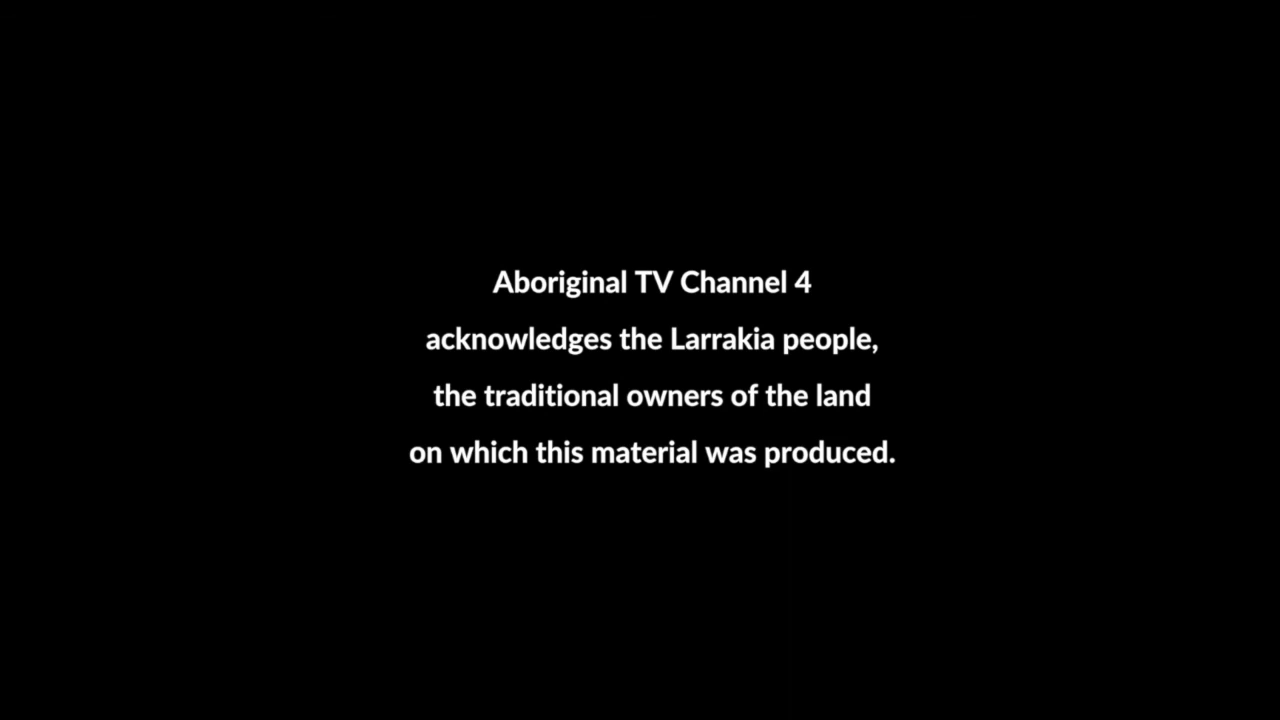 Aboriginal TV Channel 4
acknowledges the Larrakia people,
the traditional owners of the land
on which this material was produced.